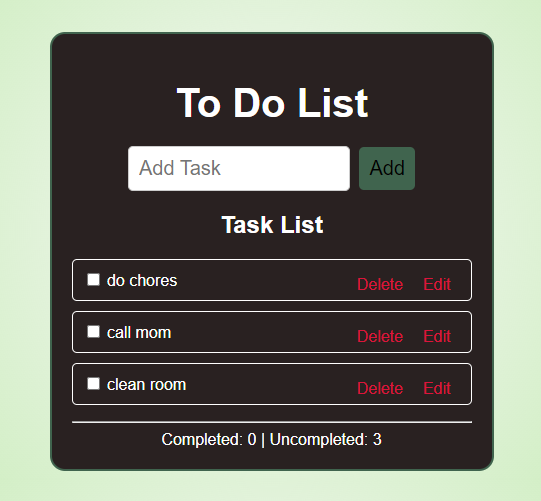 To Do List
Add Task Add
Task List
do chores Delete Edit
call mom Delete Edit
clean room Delete Edit
Completed: 0 | Uncompleted: 3